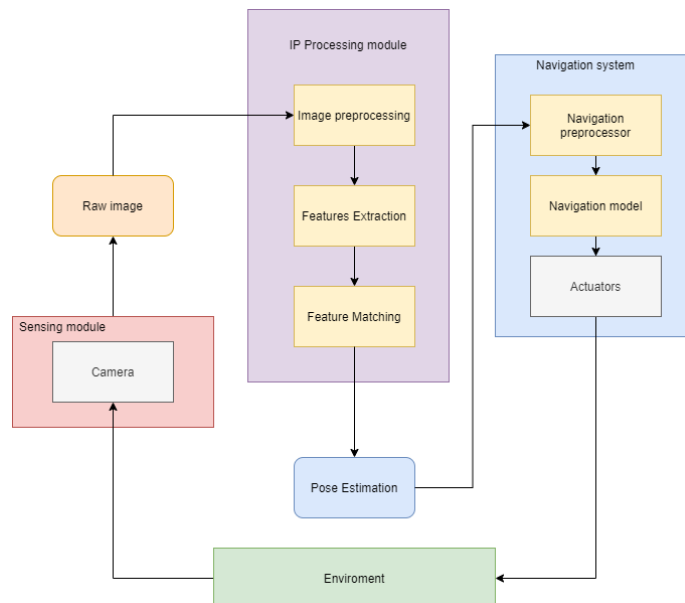 IP Processing module
Image preprocessing
Features Extraction
Feature Matching
Navigation system
Navigation
preprocessor
Navigation model
Actuators
Raw image
Sensing module
Camera
Pose Estimation
Enviroment